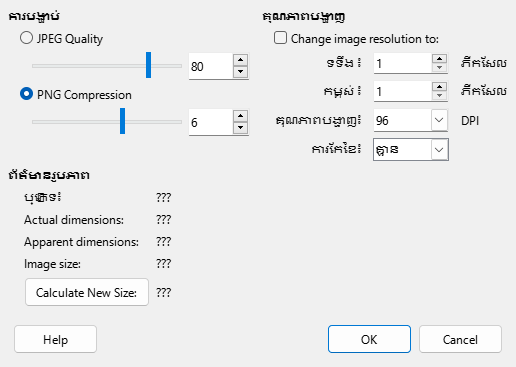 ការបង្ហាប់
JPEG Quality
80
PNG Compression
6
ព័ត៌មានរូបភាព
ប្រភេទ៖ ???
Actual dimensions: ???
Apparent dimensions: ???
Image size: ???
Calculate New Size: ???
គុណភាពបង្ហាញ
Change image resolution to:
ទទឹង៖ 1 ភីកសែល
កម្ពស់៖ 1 ភីកសែល
គុណភាពបង្ហាញ៖ 96 DPI
ការកែខៃ៖ គ្មាន
Help OK Cancel